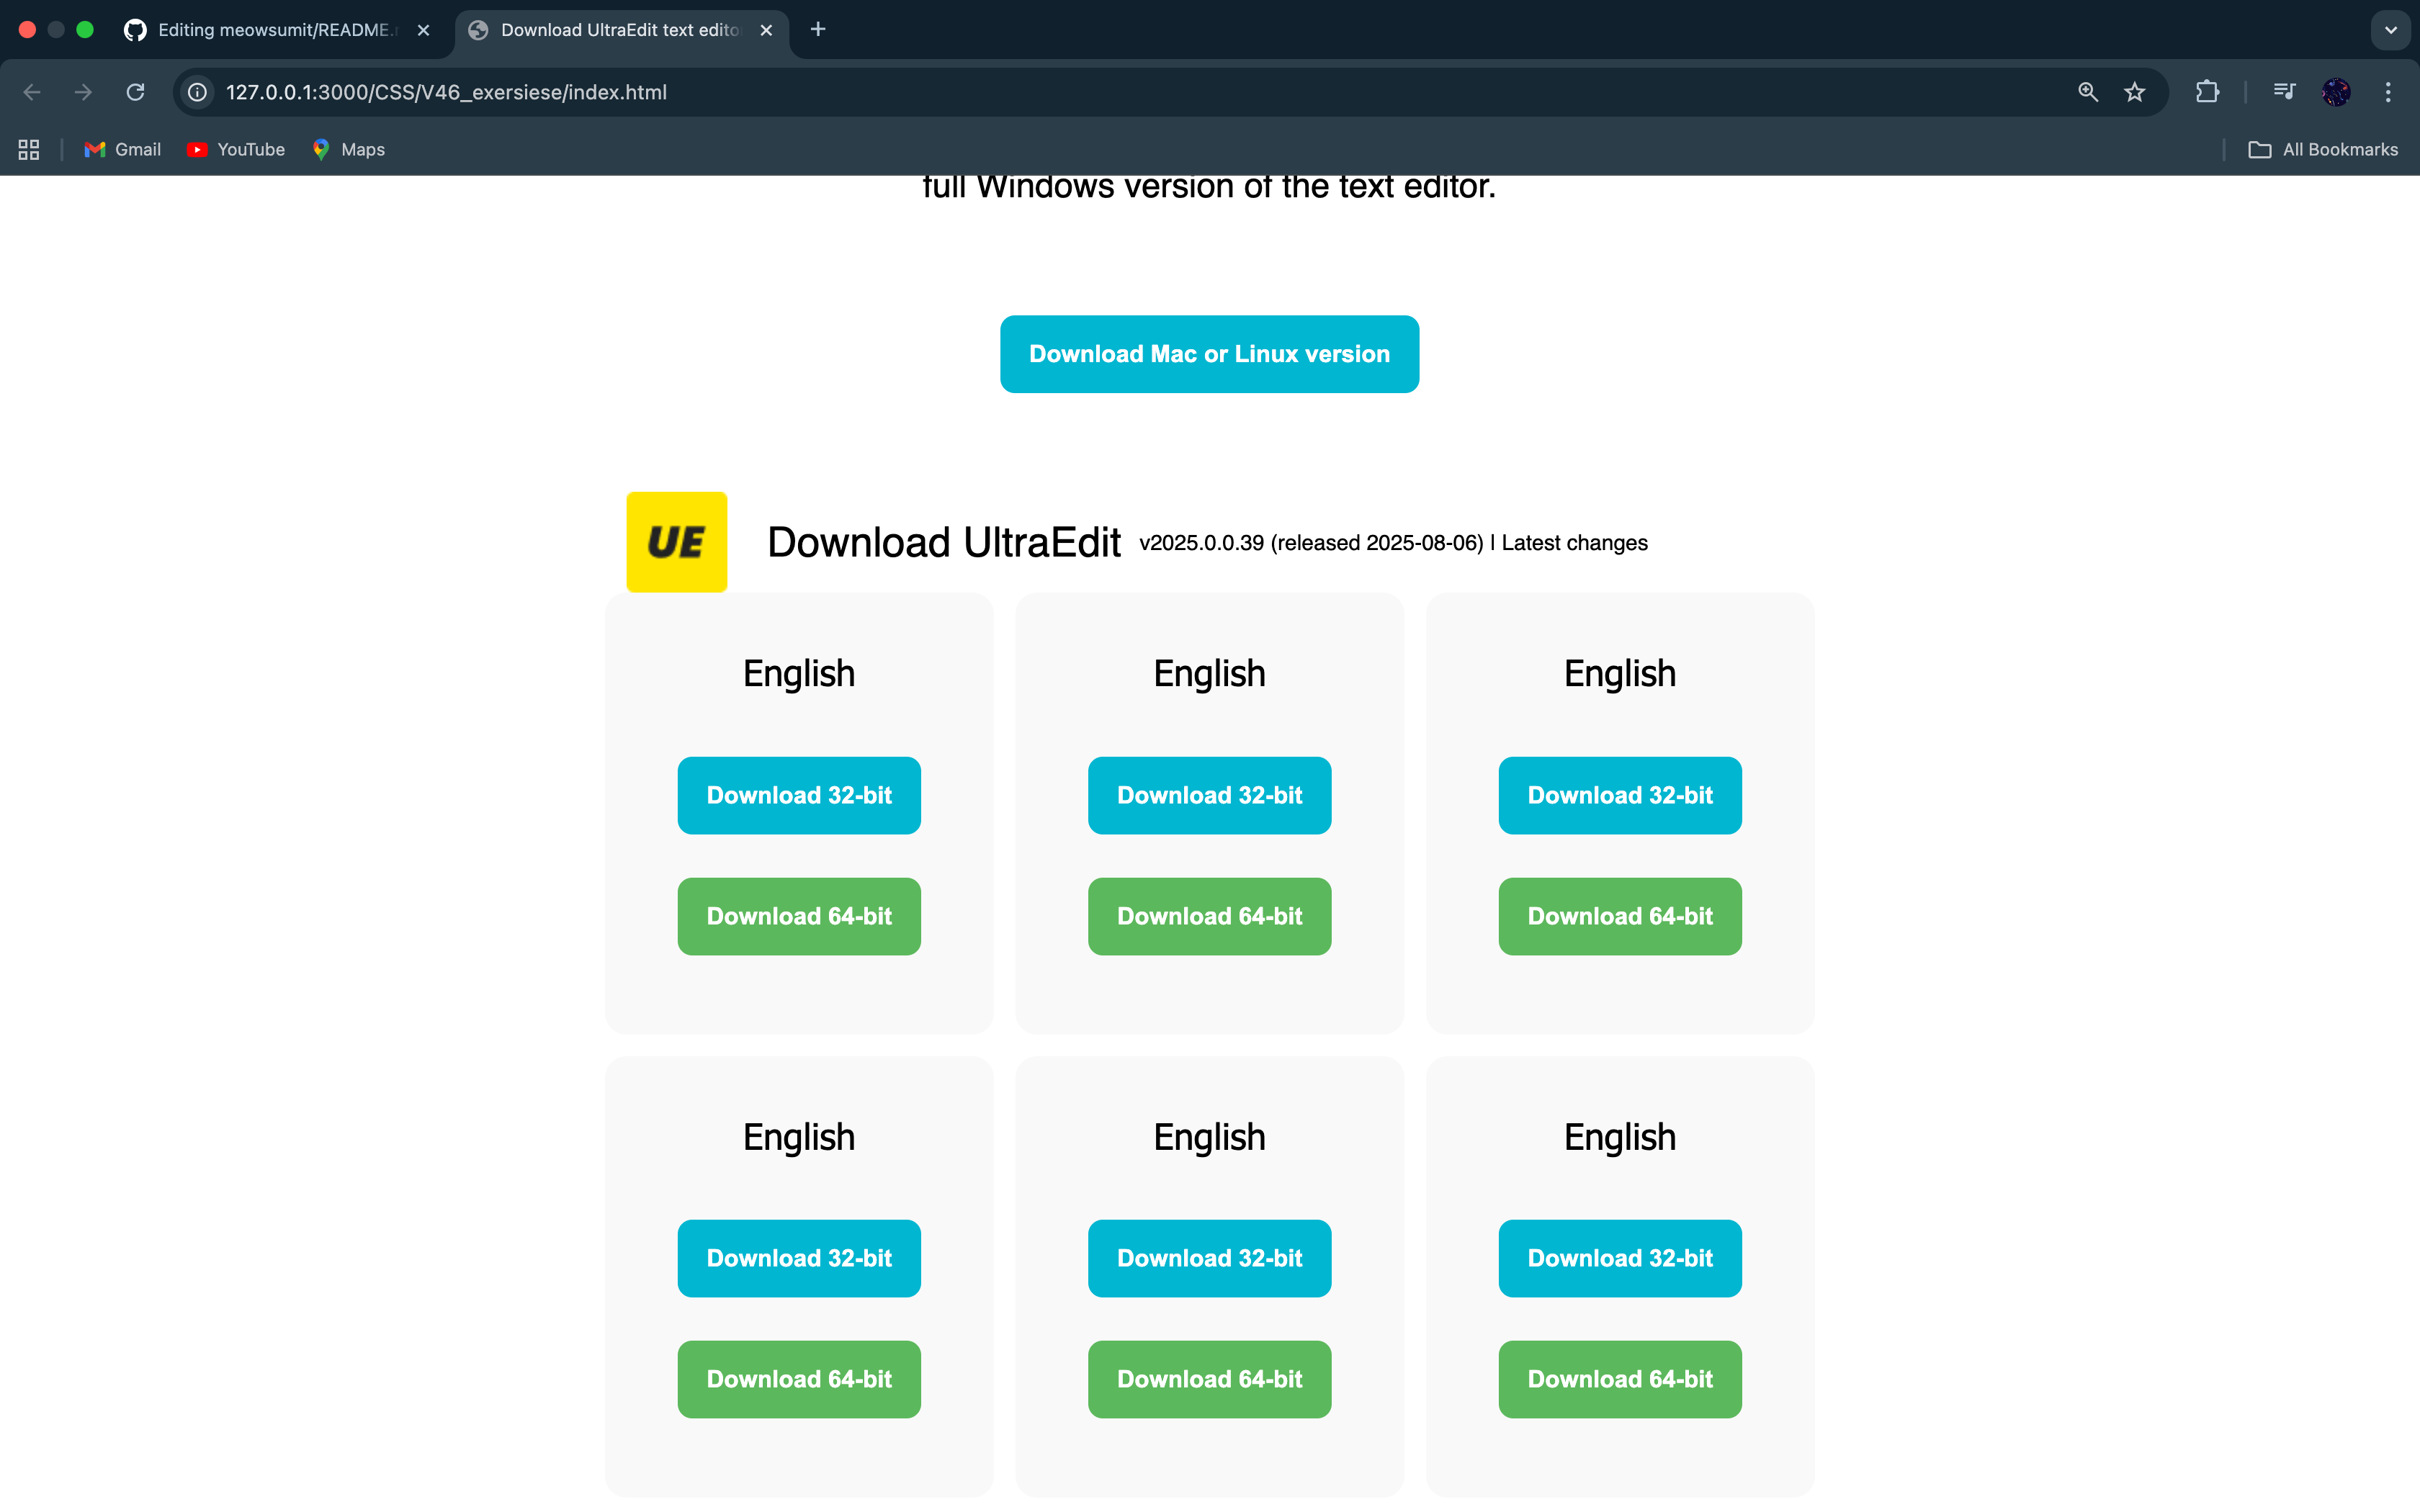 Editing meowsumit/README.
Download UltraEdit text edito
127.0.0.1:3000/CSS/V46_exersiese/index.html
Gmail
YouTube
Maps
All Bookmarks
full Windows version of the text editor.
Download Mac or Linux version
UE
Download UltraEdit v2025.0.0.39 (released 2025-08-06) | Latest changes
English English English
Download 32-bit Download 32-bit Download 32-bit
Download 64-bit Download 64-bit Download 64-bit
English English English
Download 32-bit Download 32-bit Download 32-bit
Download 64-bit Download 64-bit Download 64-bit